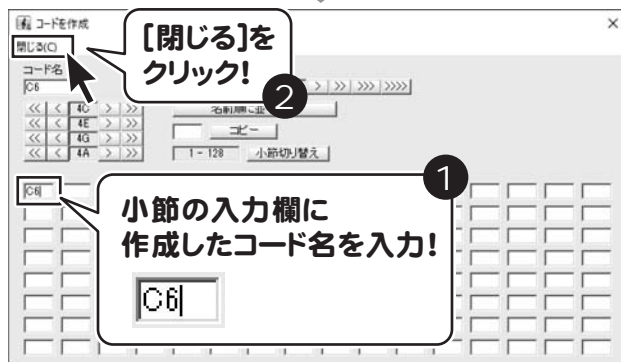 コードを作成
×
閉じる(C)
[閉じる]を
クリック!
2
コード名
C6
> >> >>> >>>>
<< < 4C > >>
<< < 4E > >>
コピー
<< < 4G > >>
<< < 4A > >>
1 - 128 小節切り替え
1
C6
小節の入力欄に
作成したコード名を入力!
C6